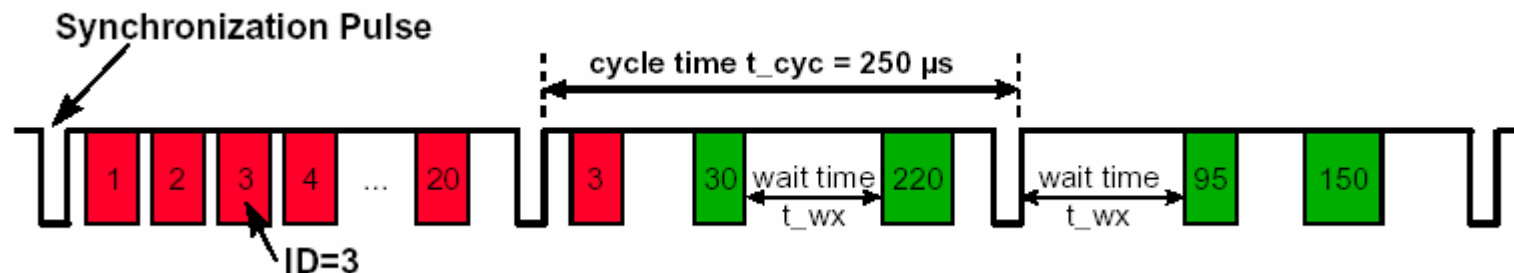 Synchronization Pulse
cycle time t_cyc = 250 µs
1 2 3 4 ... 20 3 30 wait time 220 wait time 95 150
t_wx t_wx
ID=3